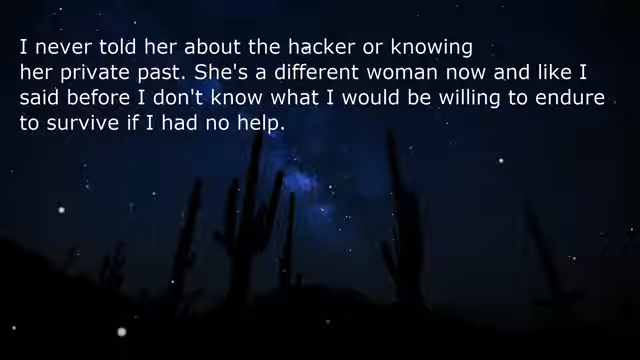 I never told her about the hacker or knowing
her private past. She's a different woman now and like I
said before I don't know what I would be willing to endure
to survive if I had no help.